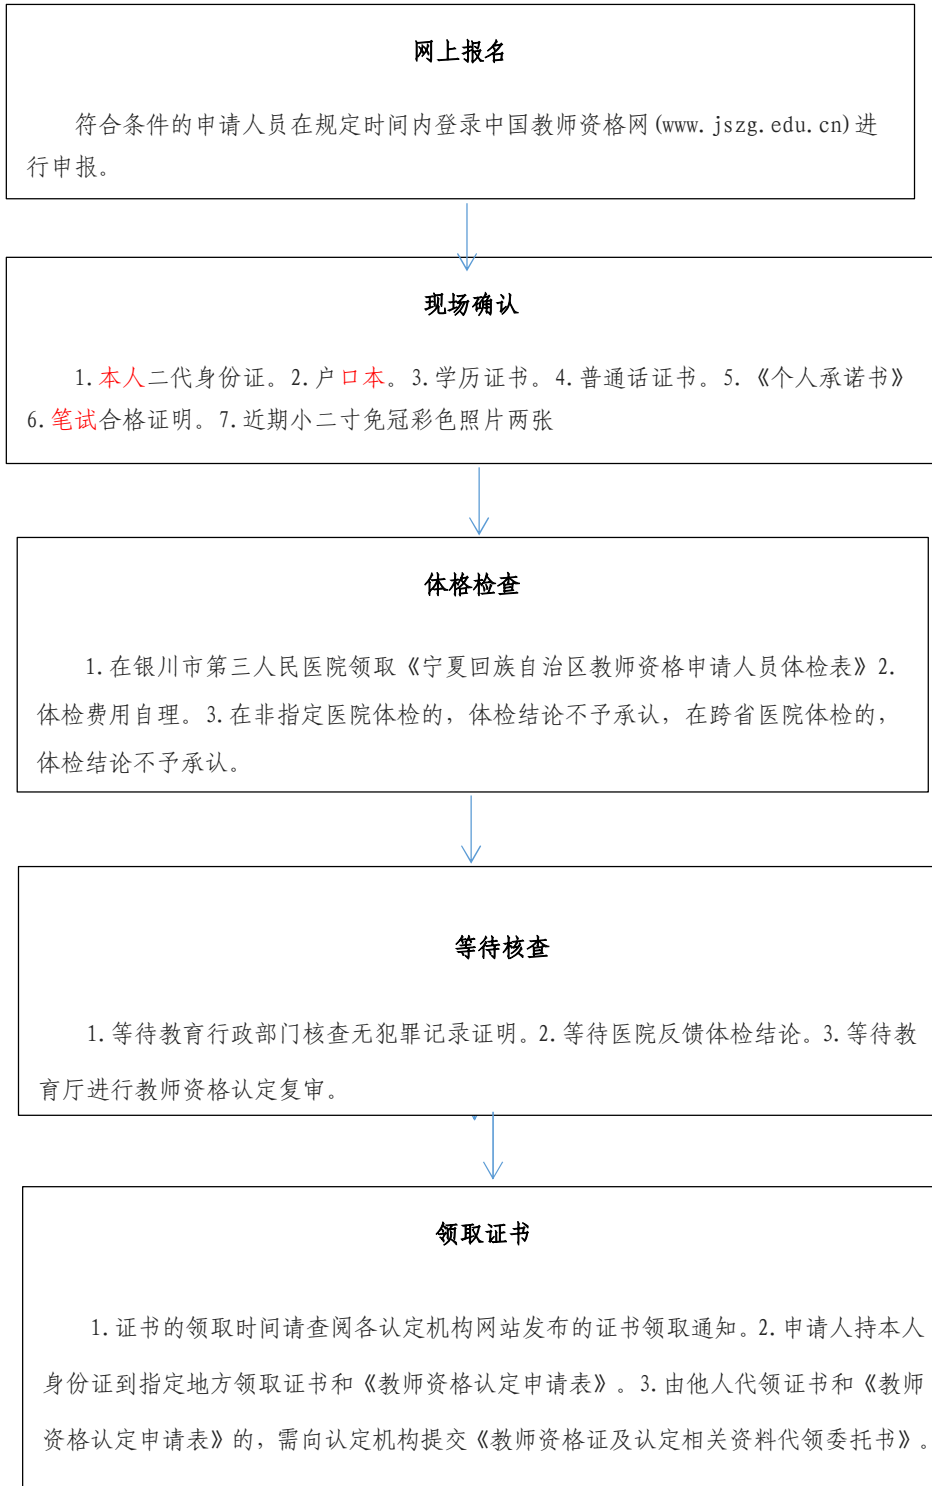 网上报名
符合条件的申请人员在规定时间内登录中国教师资格网(www.jszg.edu.cn)进
行申报。
现场确认
1.本人二代身份证。2.户口本。3.学历证书。4.普通话证书。5.《个人承诺书》
6.笔试合格证明。7.近期小二寸免冠彩色照片两张
体格检查
1.在银川市第三人民医院领取《宁夏回族自治区教师资格申请人员体检表》2.
体检费用自理。3.在非指定医院体检的，体检结论不予承认，在跨省医院体检的，
体检结论不予承认。
等待核查
1.等待教育行政部门核查无犯罪记录证明。2.等待医院反馈体检结论。3.等待教
育厅进行教师资格认定复审。
领取证书
1.证书的领取时间请查阅各认定机构网站发布的证书领取通知。2.申请人持本人
身份证到指定地方领取证书和《教师资格认定申请表》。3.由他人代领证书和《教师
资格认定申请表》的，需向认定机构提交《教师资格证及认定相关资料代领委托书》。